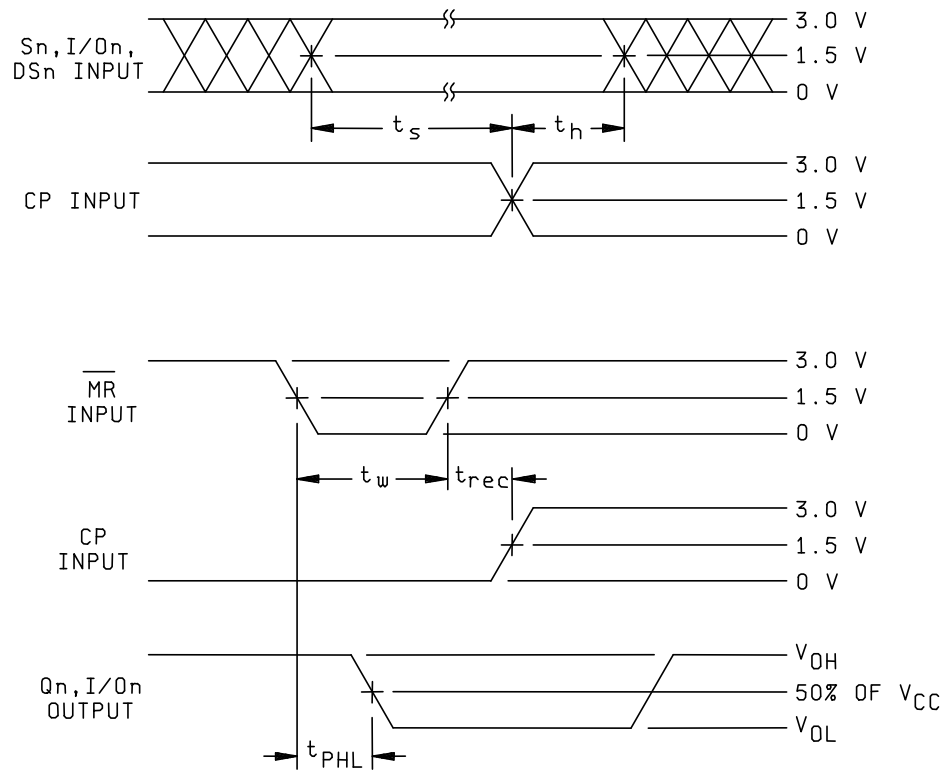 3.0 V
Sn,I/On,
DSn INPUT
1.5 V
0 V
ts
th
3.0 V
CP INPUT
1.5 V
0 V
3.0 V
MR
INPUT
1.5 V
0 V
tw
trec
3.0 V
CP
INPUT
1.5 V
0 V
VOH
Qn,I/On
OUTPUT
50% OF VCC
VOL
tPHL